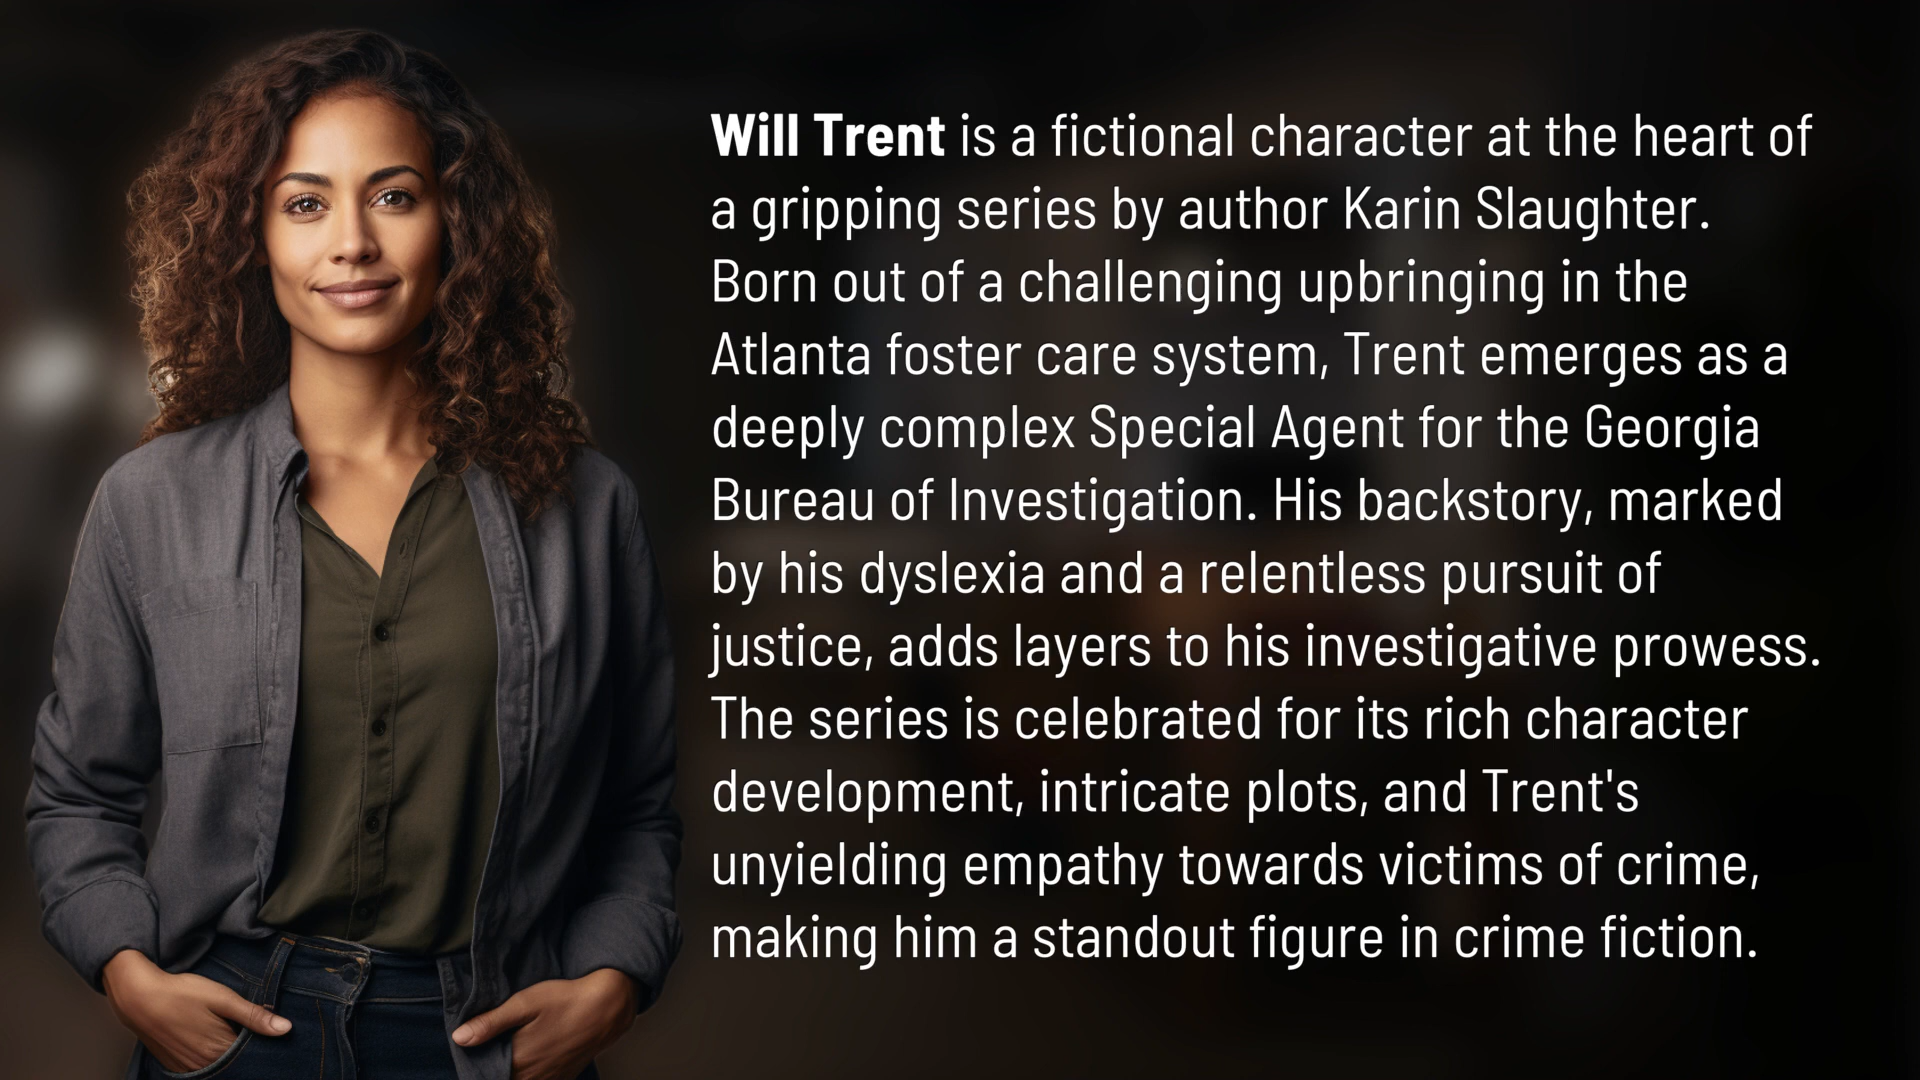 Will Trent is a fictional character at the heart of
a gripping series by author Karin Slaughter.
Born out of a challenging upbringing in the
Atlanta foster care system, Trent emerges as a
deeply complex Special Agent for the Georgia
Bureau of Investigation. His backstory, marked
by his dyslexia and a relentless pursuit of
justice, adds layers to his investigative prowess.
The series is celebrated for its rich character
development, intricate plots, and Trent's
unyielding empathy towards victims of crime,
making him a standout figure in crime fiction.